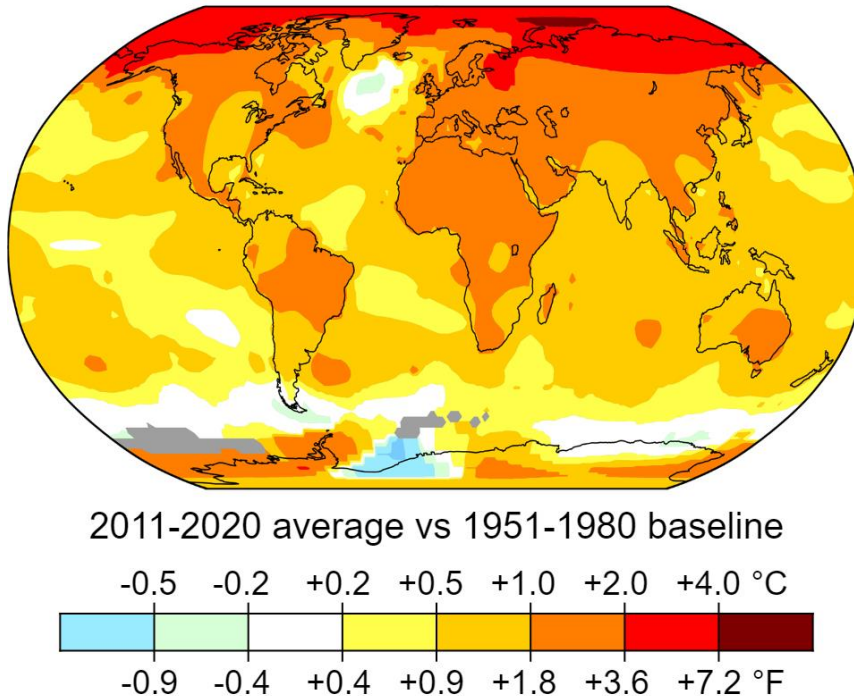 2011-2020 average vs 1951-1980 baseline
-0.5 -0.2 +0.2 +0.5 +1.0 +2.0 +4.0 °C
-0.9 -0.4 +0.4 +0.9 +1.8 +3.6 +7.2 °F